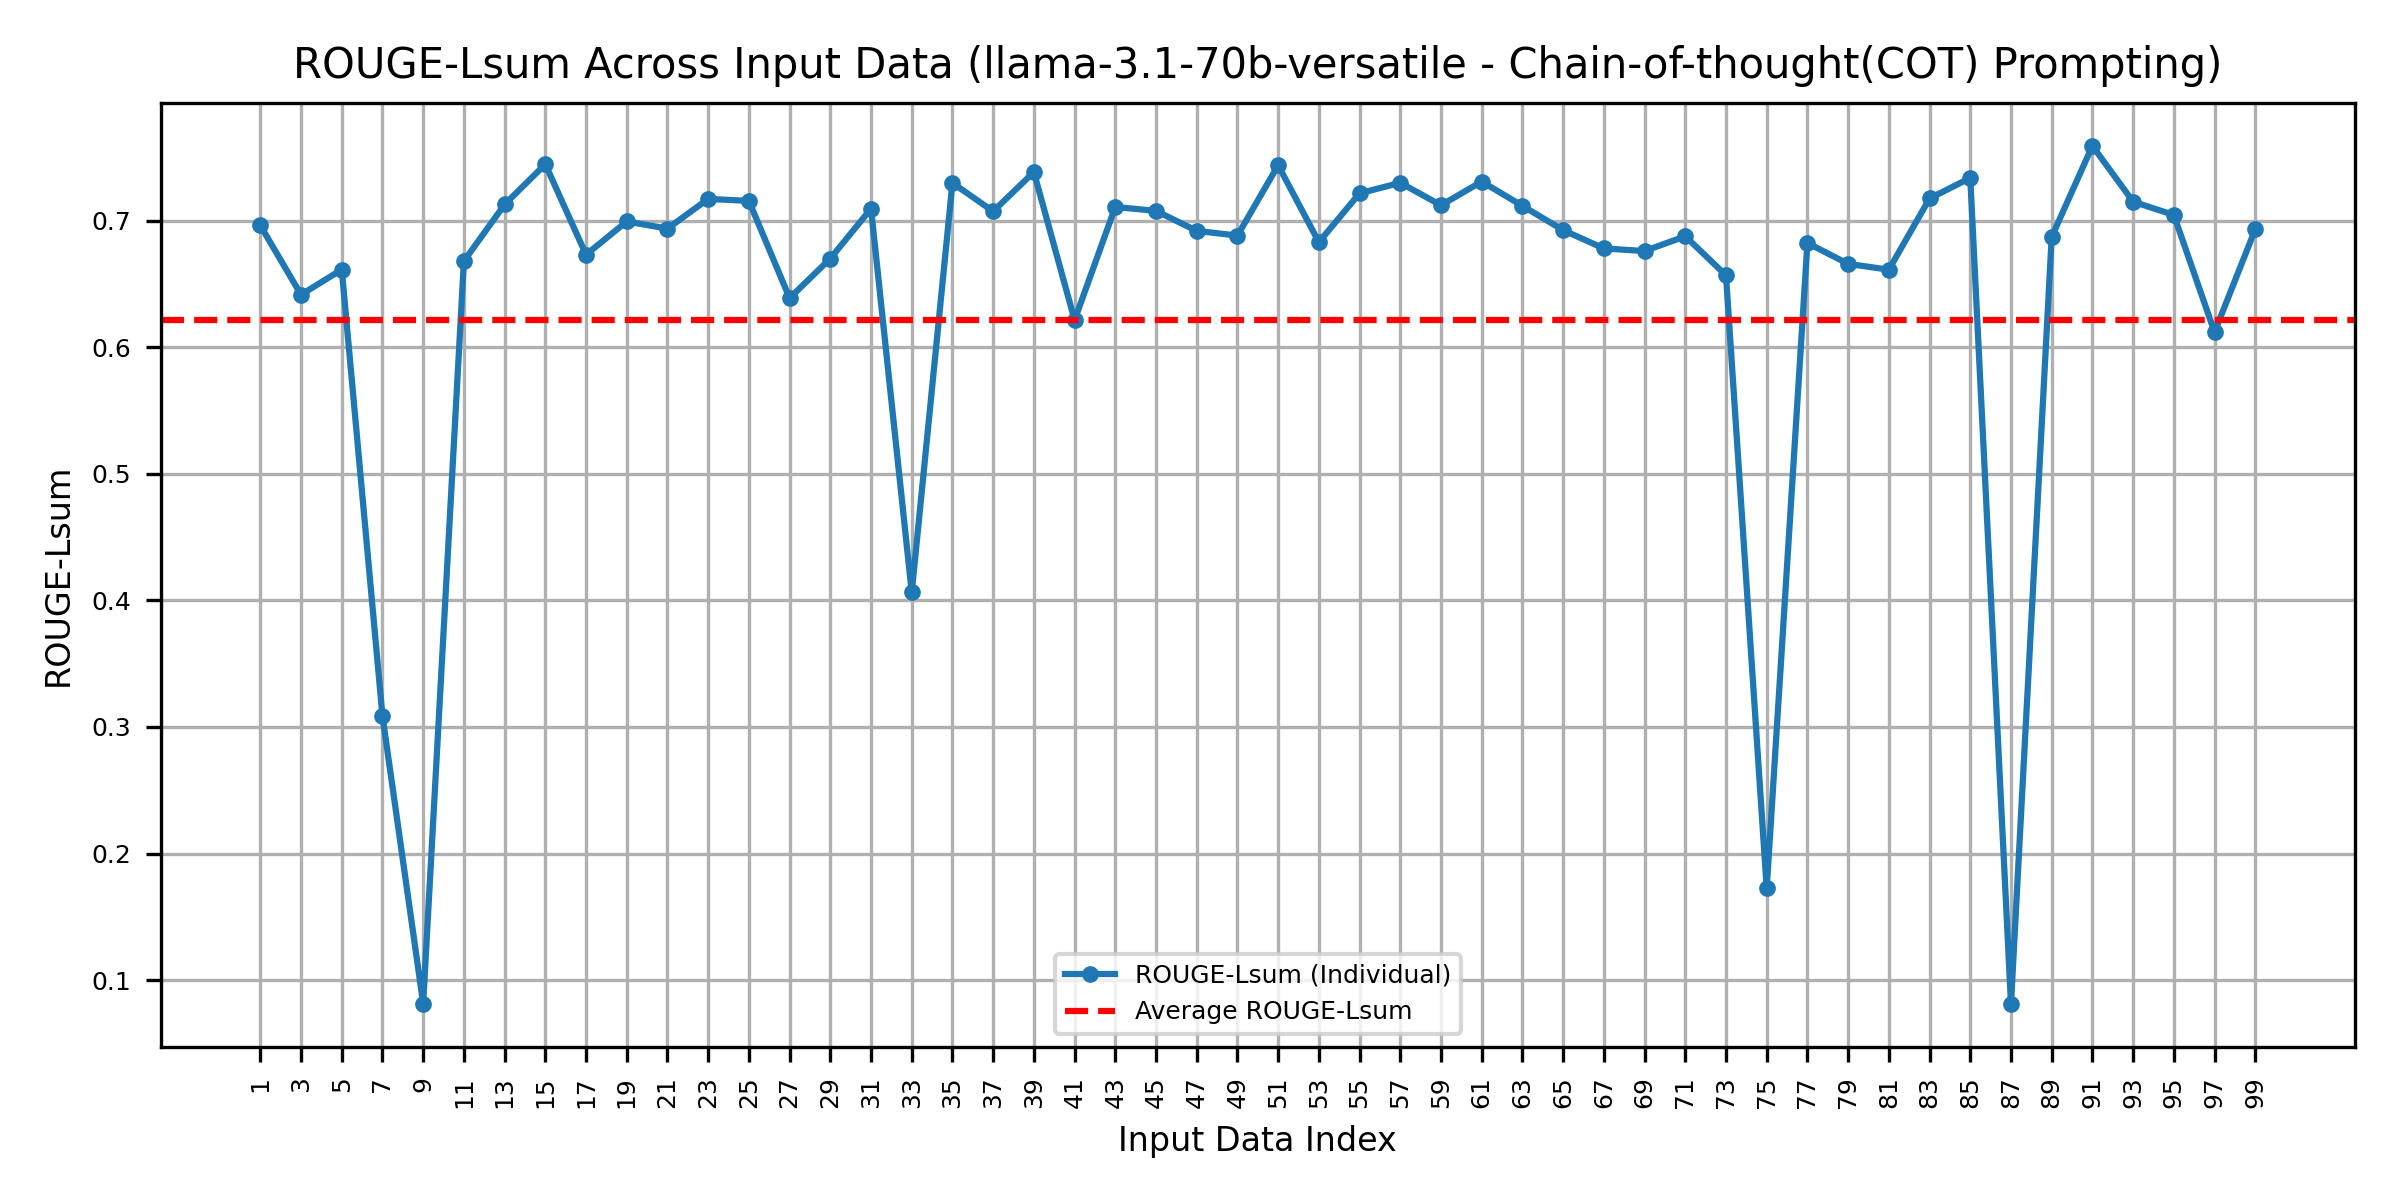 ROUGE-Lsum Across Input Data (llama-3.1-70b-versatile - Chain-of-thought(COT) Prompting)
ROUGE-Lsum
0.7
0.6
0.5
0.4
0.3
0.2
0.1
ROUGE-Lsum (Individual)
Average ROUGE-Lsum
1 3 5 7 9 11 13 15 17 19 21 23 25 27 29 31 33 35 37 39 41 43 45 47 49 51 53 55 57 59 61 63 65 67 69 71 73 75 77 79 81 83 85 87 89 91 93 95 97 99
Input Data Index